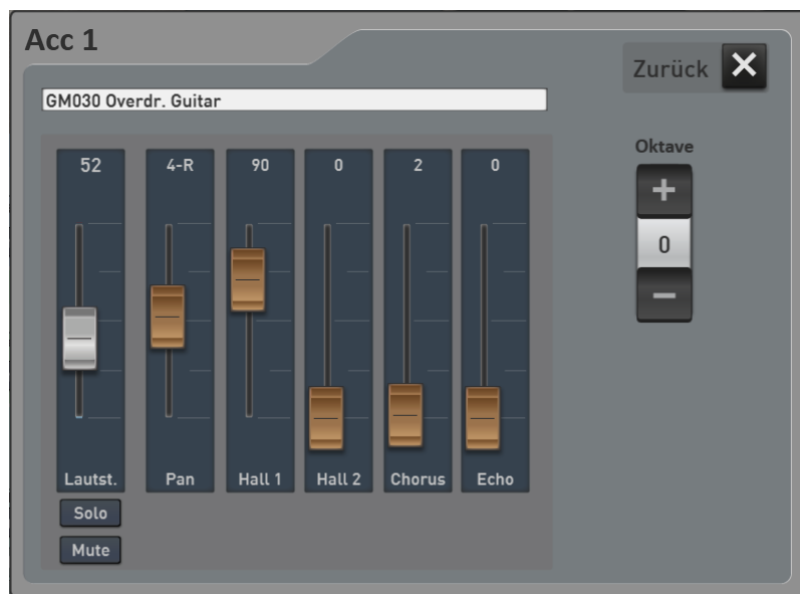 Acc 1
Zurück
GM030 Overdr. Guitar
Oktave
52 4-R 90 0 2 0
+
0
−
Lautst. Pan Hall 1 Hall 2 Chorus Echo
Solo
Mute